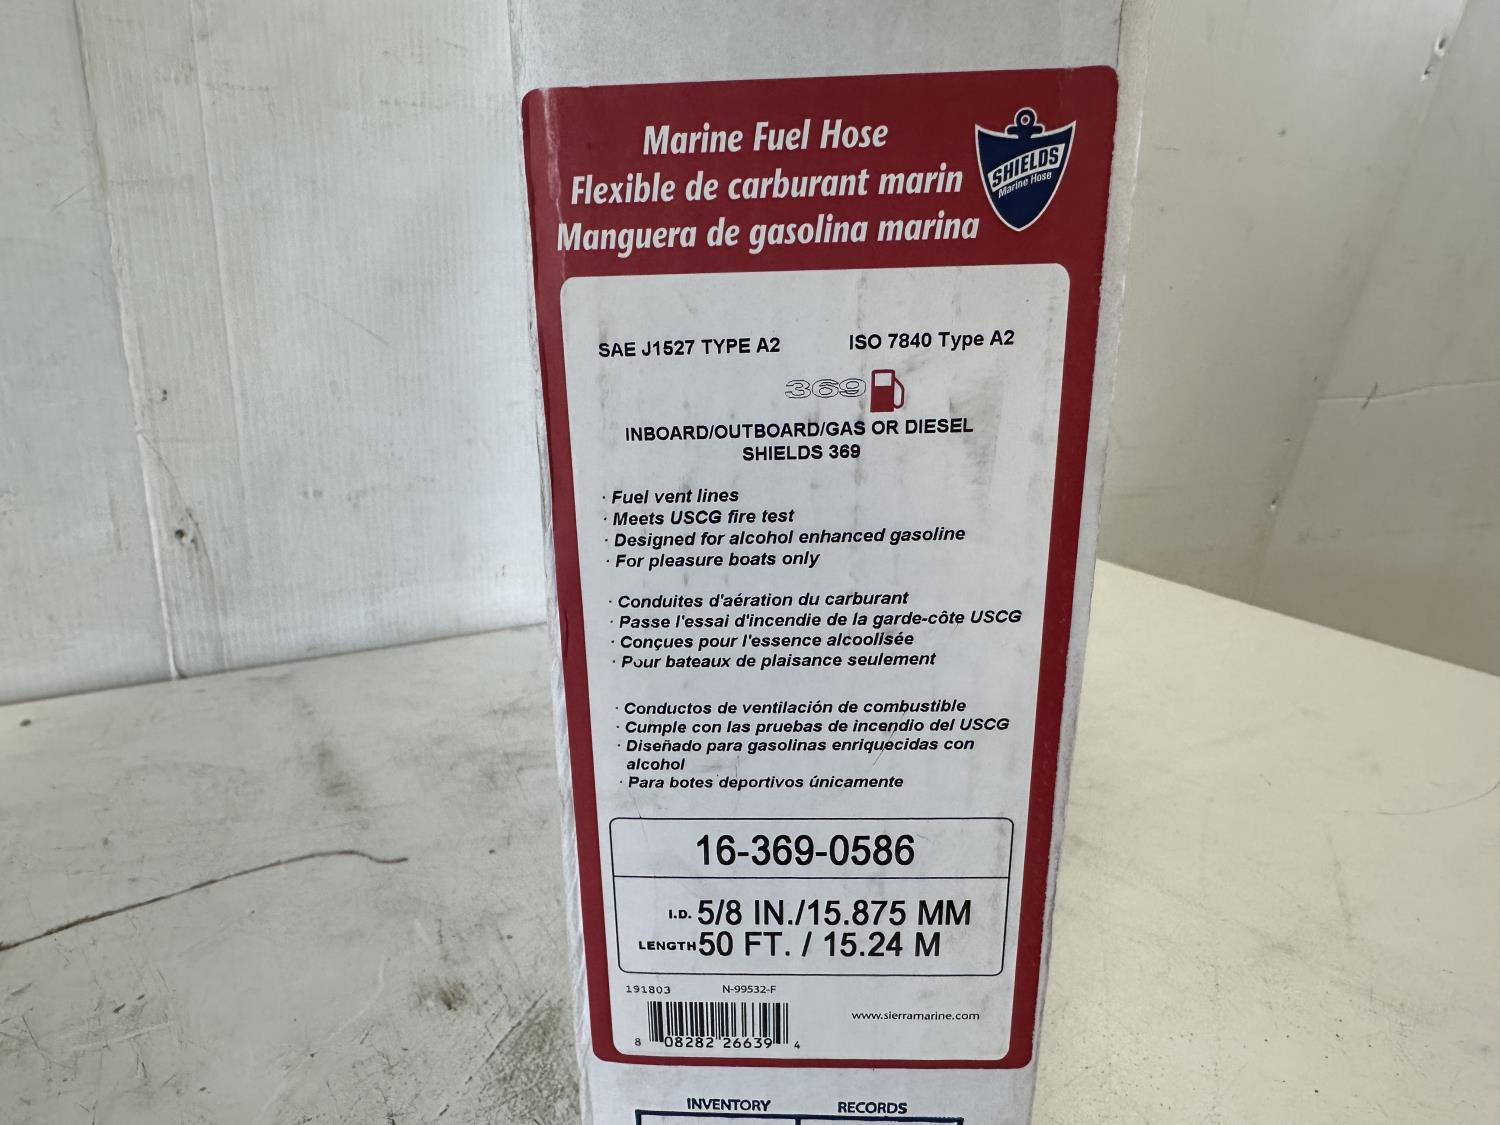 Marine Fuel Hose
Flexible de carburant marin
Manguera de gasolina marina
SHIELDS
Marine Hose
SAE J1527 TYPE A2 ISO 7840 Type A2
369
INBOARD/OUTBOARD/GAS OR DIESEL
SHIELDS 369
· Fuel vent lines
· Meets USCG fire test
· Designed for alcohol enhanced gasoline
· For pleasure boats only
· Conduites d'aération du carburant
· Passe l'essai d'incendie de la garde-côte USCG
· Conçues pour l'essence alcoolisée
· Pour bateaux de plaisance seulement
· Conductos de ventilación de combustible
· Cumple con las pruebas de incendio del USCG
· Diseñado para gasolinas enriquecidas con
alcohol
· Para botes deportivos únicamente
16-369-0586
I.D. 5/8 IN./15.875 MM
LENGTH 50 FT. / 15.24 M
191803 N-99532-F
www.sierramarine.com
8 08282 26639 4
INVENTORY RECORDS